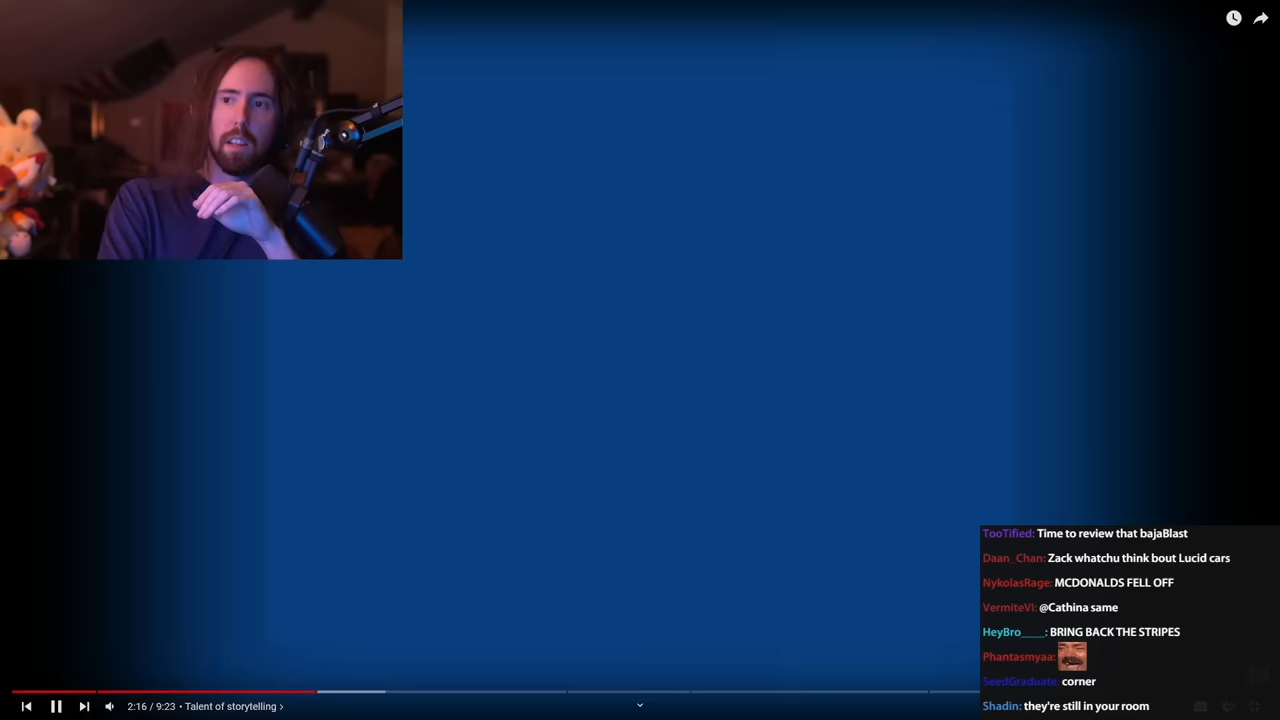 TooTified: Time to review that bajaBlast
Daan_Chan: Zack whatchu think bout Lucid cars
NykolasRage: MCDONALDS FELL OFF
VermiteVI: @Cathina same
HeyBro____: BRING BACK THE STRIPES
Phantasmyaa:
SeedGraduate: corner
Shadin: they're still in your room
2:16 / 9:23 • Talent of storytelling